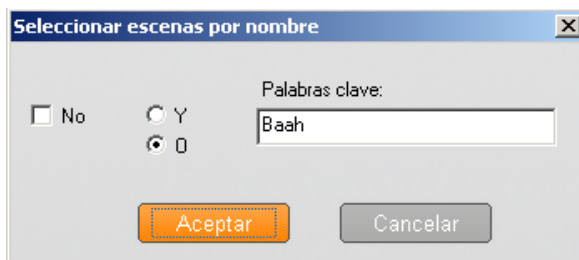 Seleccionar escenas por nombre
Palabras clave:
No
Y
O
Baah
Aceptar
Cancelar